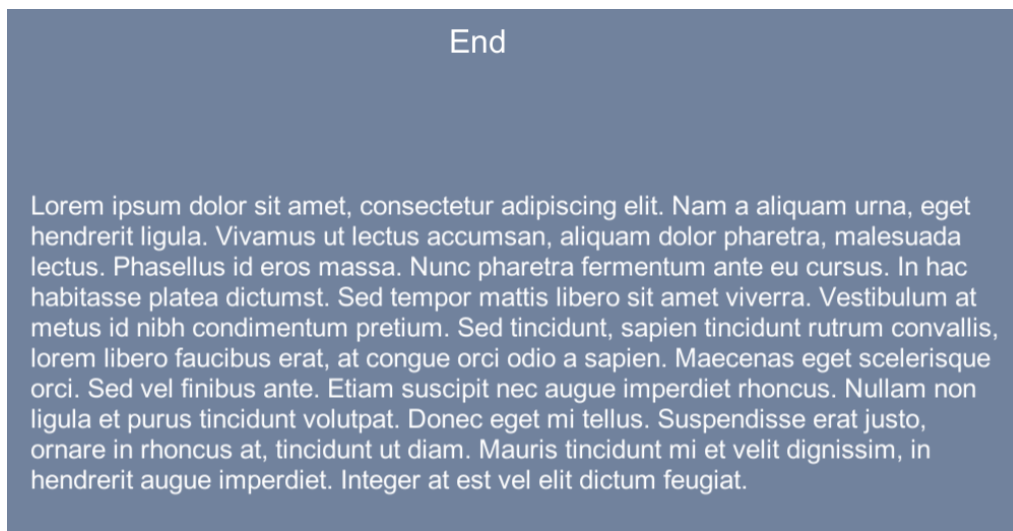 End
Lorem ipsum dolor sit amet, consectetur adipiscing elit. Nam a aliquam urna, eget
hendrerit ligula. Vivamus ut lectus accumsan, aliquam dolor pharetra, malesuada
lectus. Phasellus id eros massa. Nunc pharetra fermentum ante eu cursus. In hac
habitasse platea dictumst. Sed tempor mattis libero sit amet viverra. Vestibulum at
metus id nibh condimentum pretium. Sed tincidunt, sapien tincidunt rutrum convallis,
lorem libero faucibus erat, at congue orci odio a sapien. Maecenas eget scelerisque
orci. Sed vel finibus ante. Etiam suscipit nec augue imperdiet rhoncus. Nullam non
ligula et purus tincidunt volutpat. Donec eget mi tellus. Suspendisse erat justo,
ornare in rhoncus at, tincidunt ut diam. Mauris tincidunt mi et velit dignissim, in
hendrerit augue imperdiet. Integer at est vel elit dictum feugiat.